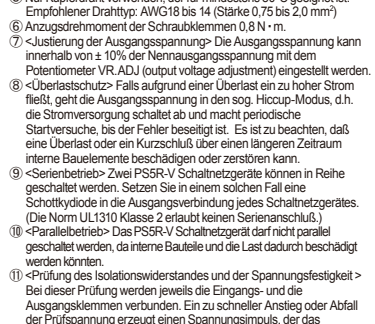 ⑤ Nur Kupferdraht verwenden, der für mindestens 60°C geeignet ist.
Empfohlener Drahttyp: AWG18 bis 14 (Stärke 0,75 bis 2,0 mm²)
⑥ Anzugsdrehmoment der Schraubklemmen 0,8 N・m.
⑦ <Justierung der Ausgangsspannung> Die Ausgangsspannung kann
innerhalb von ± 10% der Nennausgangsspannung mit dem
Potentiometer VR.ADJ (output voltage adjustment) eingestellt werden.
⑧ <Überlastschutz> Falls aufgrund einer Überlast ein zu hoher Strom
fließt, geht die Ausgangsspannung in den sog. Hiccup-Modus, d.h.
die Stromversorgung schaltet ab und macht periodische
Startversuche, bis der Fehler beseitigt ist. Es ist zu beachten, daß
eine Überlast oder ein Kurzschluß über einen längeren Zeitraum
interne Bauelemente beschädigen oder zerstören kann.
⑨ <Serienbetrieb> Zwei PS5R-V Schaltnetzgeräte können in Reihe
geschaltet werden. Setzen Sie in einem solchen Fall eine
Schottkydiode in die Ausgangsverbindung jedes Schaltnetzgerätes.
(Die Norm UL1310 Klasse 2 erlaubt keinen Serienanschluß.)
⑩ <Parallelbetrieb> Das PS5R-V Schaltnetzgerät darf nicht parallel
geschaltet werden, da interne Bauteile und die Last dadurch beschädigt
werden könnten.
⑪ <Prüfung des Isolationswiderstandes und der Spannungsfestigkeit >
Bei dieser Prüfung werden jeweils die Eingangs- und die
Ausgangsklemmen verbunden. Ein zu schneller Anstieg oder Abfall
der Prüfspannung erzeugt einen Spannungsimpuls, der das